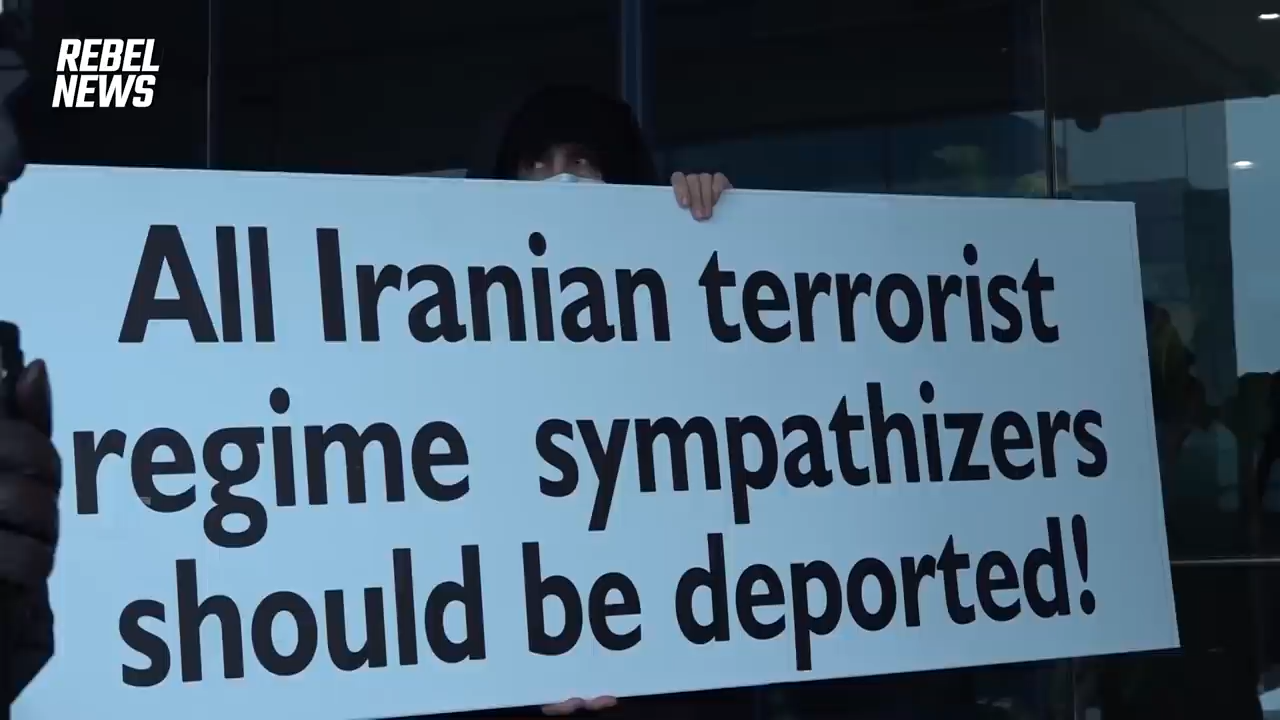 REBEL
NEWS
All Iranian terrorist
regime sympathizers
should be deported!